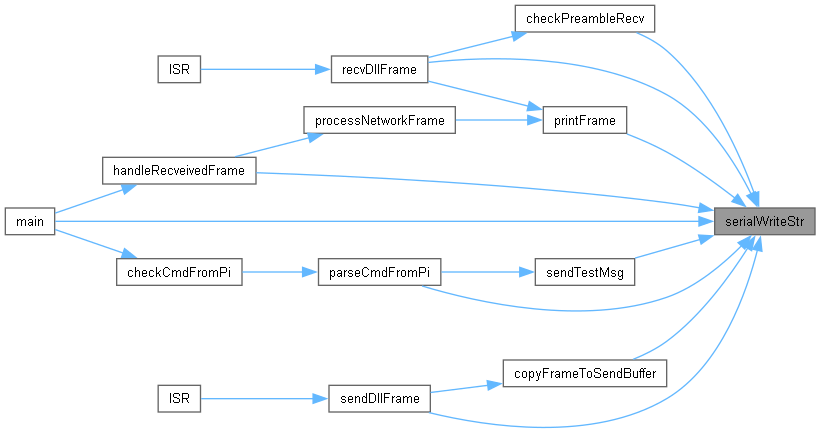 checkPreambleRecv
ISR
recvDllFrame
processNetworkFrame
printFrame
handleRecveivedFrame
main
serialWriteStr
checkCmdFromPi
parseCmdFromPi
sendTestMsg
copyFrameToSendBuffer
ISR
sendDllFrame